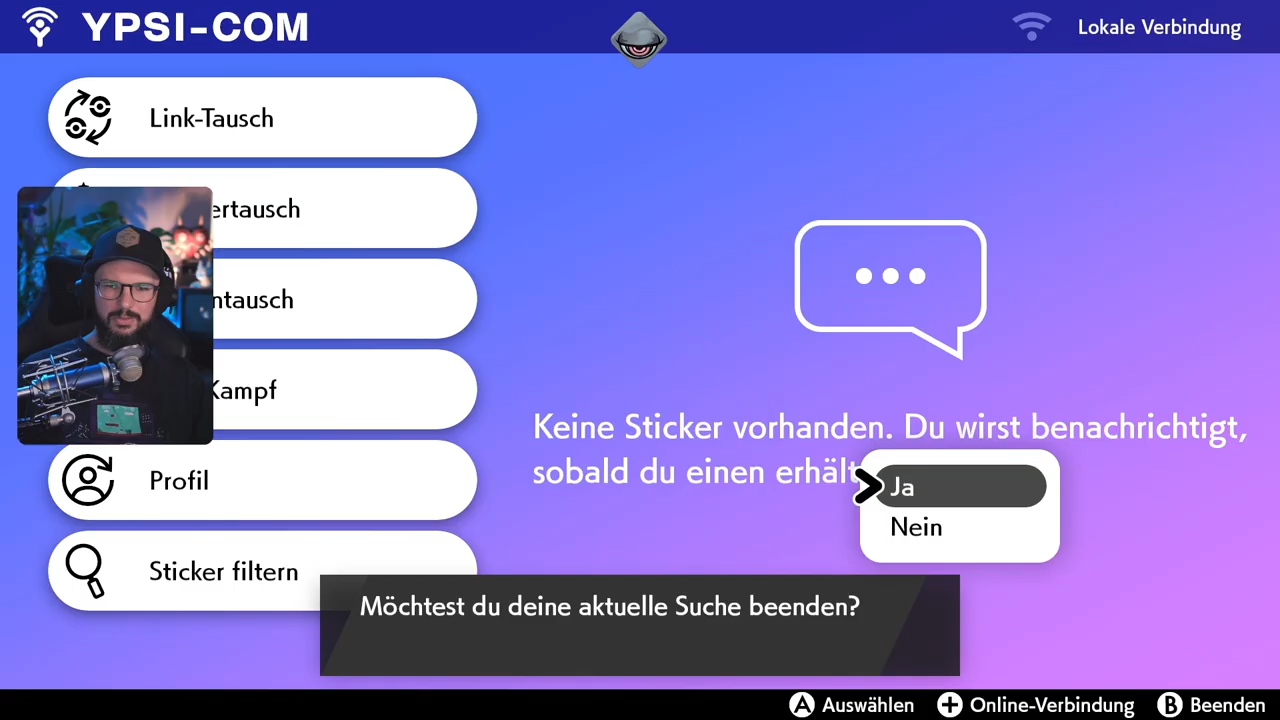 YPSI-COM
Lokale Verbindung
Link-Tausch
ertausch
ntausch
Kampf
Profil
Sticker filtern
Keine Sticker vorhanden. Du wirst benachrichtigt,
sobald du einen erhält
Ja
Nein
Möchtest du deine aktuelle Suche beenden?
A Auswählen
+ Online-Verbindung
B Beenden